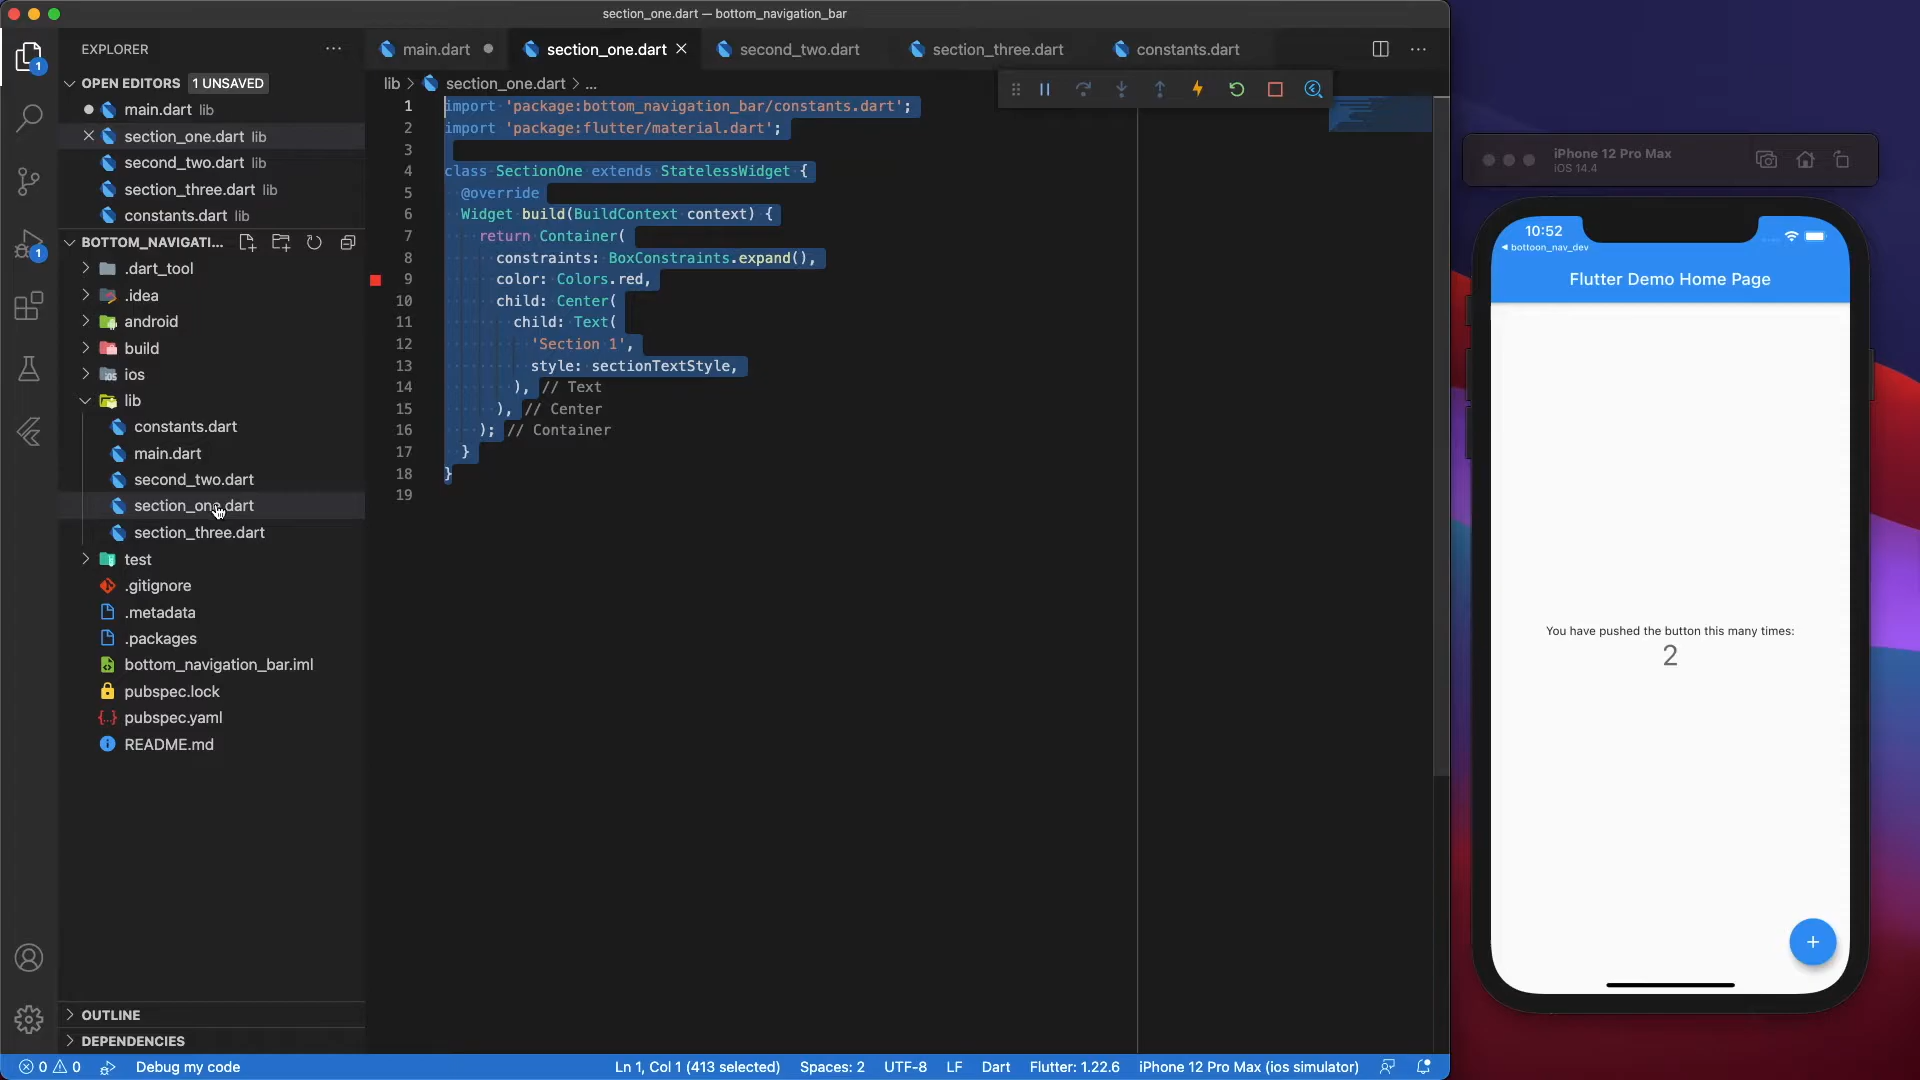 section_one.dart — bottom_navigation_bar
EXPLORER
OPEN EDITORS 1 UNSAVED
main.dart lib
section_one.dart lib
second_two.dart lib
section_three.dart lib
constants.dart lib
BOTTOM_NAVIGATI...
.dart_tool
.idea
android
build
ios
lib
constants.dart
main.dart
second_two.dart
section_one.dart
section_three.dart
test
.gitignore
.metadata
.packages
bottom_navigation_bar.iml
pubspec.lock
pubspec.yaml
README.md
OUTLINE
DEPENDENCIES
1
1
main.dart
section_one.dart
second_two.dart
section_three.dart
constants.dart
lib > section_one.dart > ...
1 import 'package:bottom_navigation_bar/constants.dart';
2 import 'package:flutter/material.dart';
3
4 class SectionOne extends StatelessWidget {
5 @override
6 Widget build(BuildContext context) {
7 return Container(
8 constraints: BoxConstraints.expand(),
9 color: Colors.red,
10 child: Center(
11 child: Text(
12 'Section 1',
13 style: sectionTextStyle,
14 ), // Text
15 ), // Center
16 ); // Container
17 }
18 }
19
iPhone 12 Pro Max
iOS 14.4
10:52
bottoon_nav_dev
Flutter Demo Home Page
You have pushed the button this many times:
2
+
0 0 Debug my code Ln 1, Col 1 (413 selected) Spaces: 2 UTF-8 LF Dart Flutter: 1.22.6 iPhone 12 Pro Max (ios simulator)